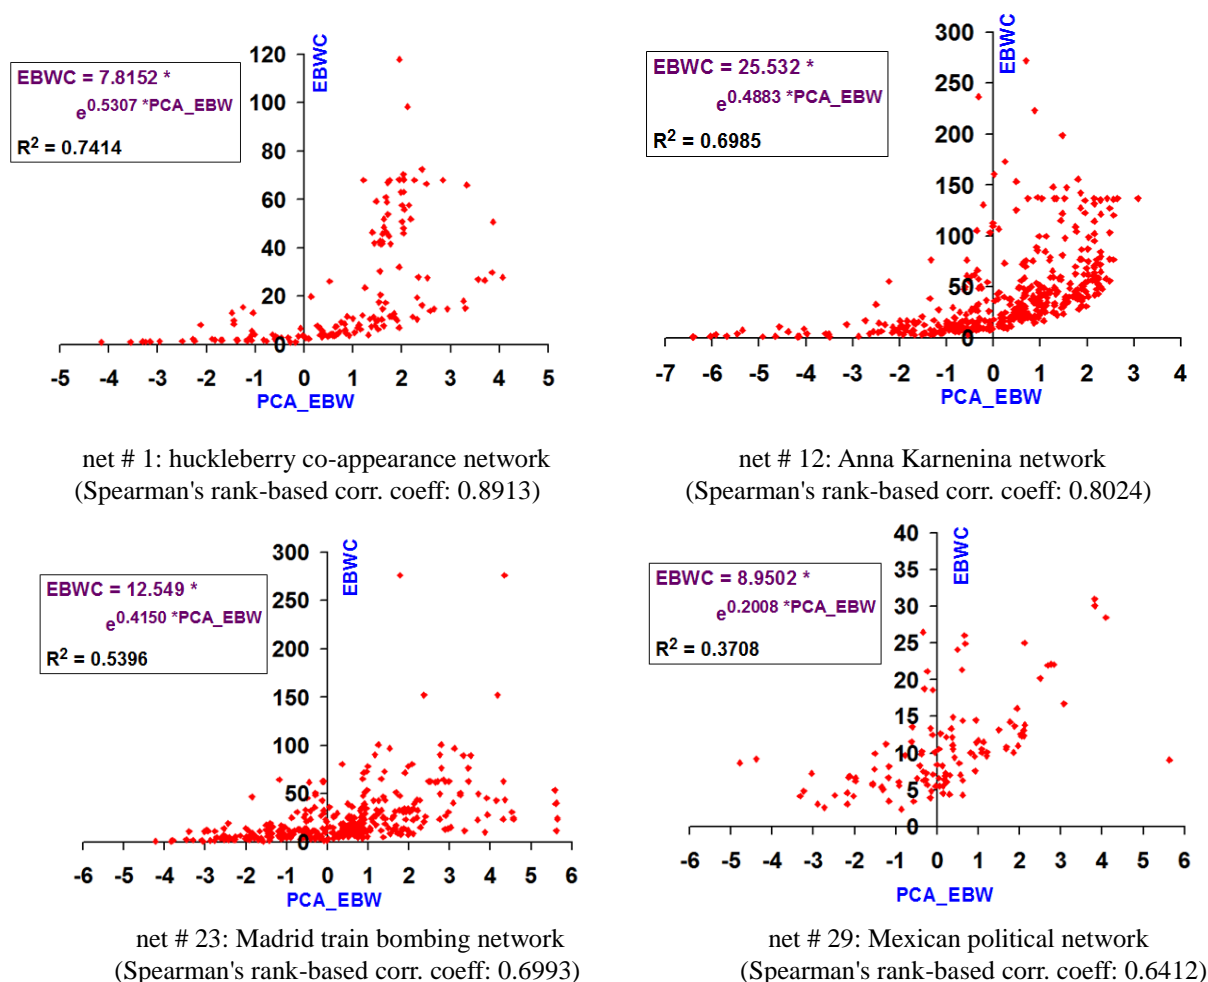 EBWC = 7.8152 *
e^0.5307 *PCA_EBW
R² = 0.7414
EBWC
120
100
80
60
40
20
0
-5 -4 -3 -2 -1 0 1 2 3 4 5
PCA_EBW
net # 1: huckleberry co-appearance network
(Spearman's rank-based corr. coeff: 0.8913)
EBWC = 25.532 *
e^0.4883 *PCA_EBW
R² = 0.6985
EBWC
300
250
200
150
100
50
0
-7 -6 -5 -4 -3 -2 -1 0 1 2 3 4
PCA_EBW
net # 12: Anna Karnenina network
(Spearman's rank-based corr. coeff: 0.8024)
EBWC = 12.549 *
e^0.4150 *PCA_EBW
R² = 0.5396
EBWC
300
250
200
150
100
50
0
-6 -5 -4 -3 -2 -1 0 1 2 3 4 5 6
PCA_EBW
net # 23: Madrid train bombing network
(Spearman's rank-based corr. coeff: 0.6993)
EBWC = 8.9502 *
e^0.2008 *PCA_EBW
R² = 0.3708
EBWC
40
35
30
25
20
15
10
5
0
-6 -5 -4 -3 -2 -1 0 1 2 3 4 5 6
PCA_EBW
net # 29: Mexican political network
(Spearman's rank-based corr. coeff: 0.6412)